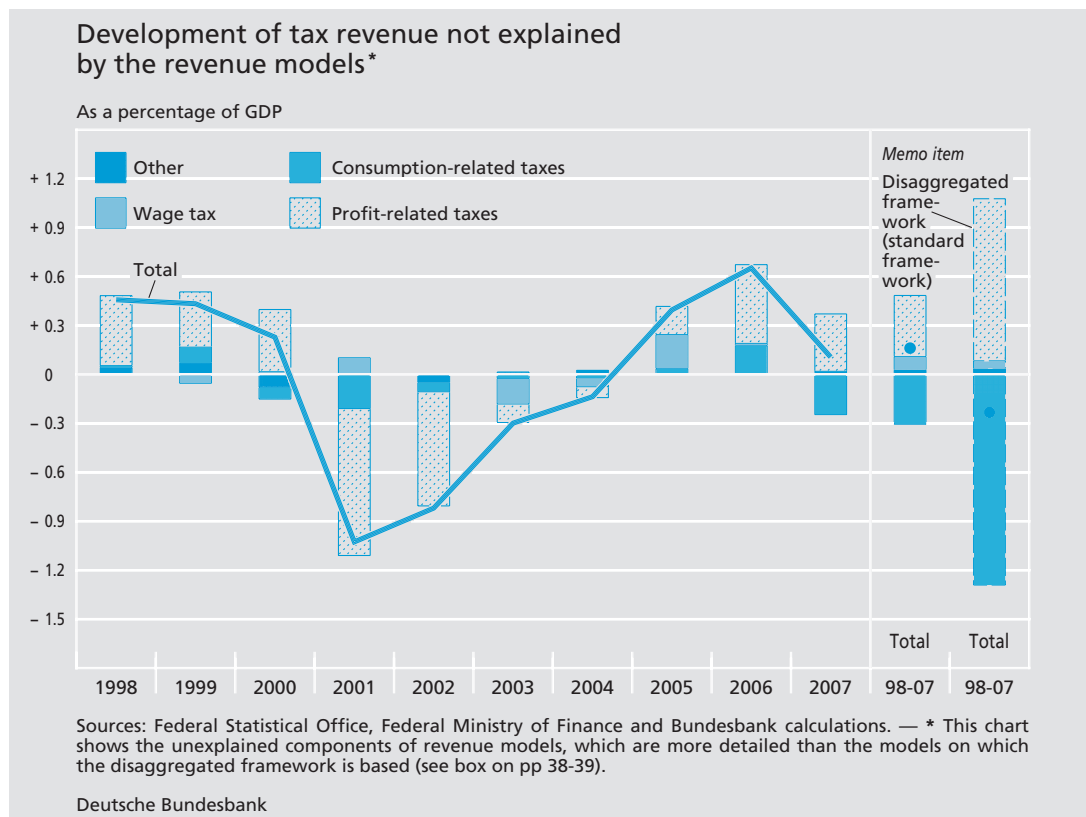 Development of tax revenue not explained
by the revenue models*
As a percentage of GDP
Other
Consumption-related taxes
Wage tax
Profit-related taxes
Total
Memo item
Disaggregated
frame-
work
(standard
frame-
work)
+ 1.2
+ 0.9
+ 0.6
+ 0.3
0
– 0.3
– 0.6
– 0.9
– 1.2
– 1.5
Total Total
1998 1999 2000 2001 2002 2003 2004 2005 2006 2007 98-07 98-07
Sources: Federal Statistical Office, Federal Ministry of Finance and Bundesbank calculations. — * This chart
shows the unexplained components of revenue models, which are more detailed than the models on which
the disaggregated framework is based (see box on pp 38-39).
Deutsche Bundesbank